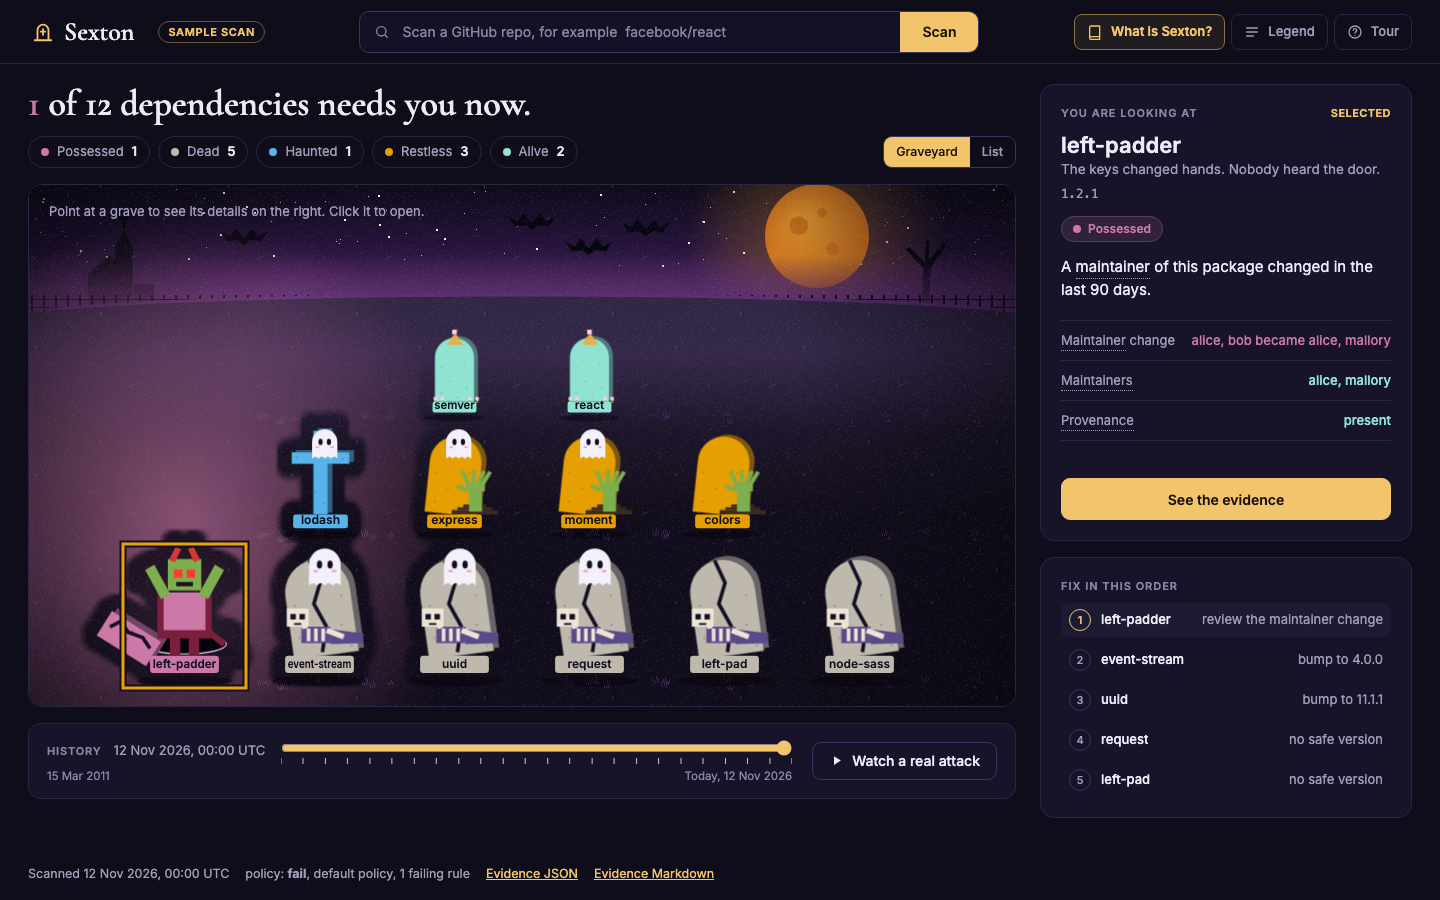 Sexton
SAMPLE SCAN
Scan a GitHub repo, for example facebook/react
Scan
What is Sexton?
Legend
Tour
1 of 12 dependencies needs you now.
Possessed 1
Dead 5
Haunted 1
Restless 3
Alive 2
Graveyard
List
Point at a grave to see its details on the right. Click it to open.
semver
react
lodash
express
moment
colors
left-padder
event-stream
uuid
request
left-pad
node-sass
HISTORY 12 Nov 2026, 00:00 UTC
15 Mar 2011
Today, 12 Nov 2026
Watch a real attack
YOU ARE LOOKING AT
SELECTED
left-padder
The keys changed hands. Nobody heard the door.
1.2.1
Possessed
A maintainer of this package changed in the
last 90 days.
Maintainer change alice, bob became alice, mallory
Maintainers alice, mallory
Provenance present
See the evidence
FIX IN THIS ORDER
1 left-padder review the maintainer change
2 event-stream bump to 4.0.0
3 uuid bump to 11.1.1
4 request no safe version
5 left-pad no safe version
Scanned 12 Nov 2026, 00:00 UTC policy: fail, default policy, 1 failing rule Evidence JSON Evidence Markdown